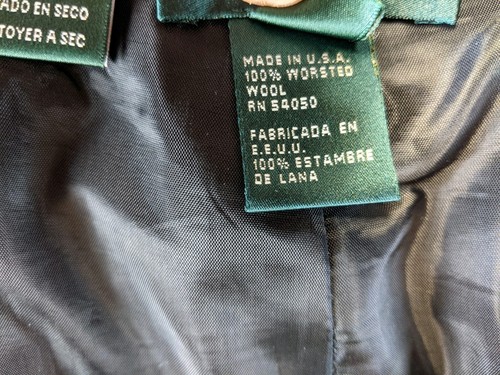 ADO EN SECO
TOYER A SEC
MADE IN U.S.A.
100% WORSTED
WOOL
RN 54050
FABRICADA EN
E.E.U.U.
100% ESTAMBRE
DE LANA